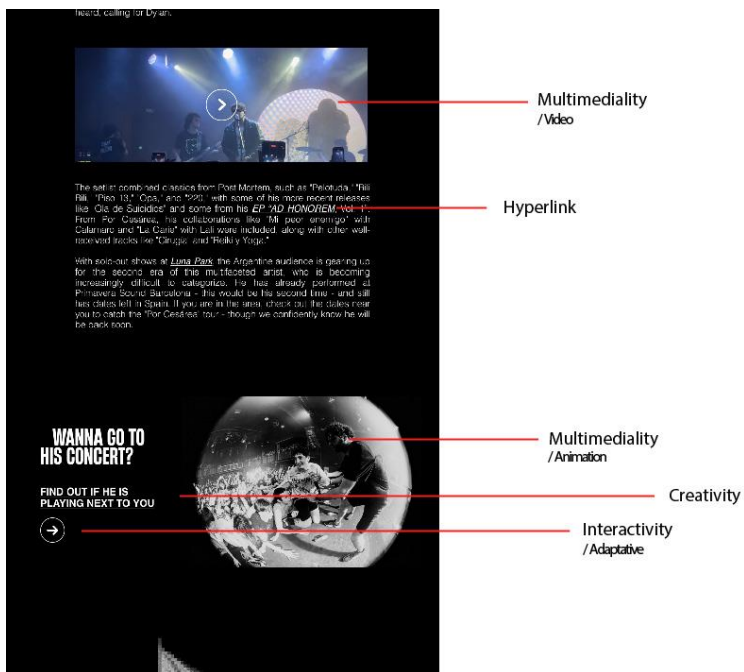 heard, calling for Dylan.
Multimediality
/ Video
The setlist combined classics from Post Mortem, such as "Pelotuda," "Rili
Rili," "Piso 13," "Opa," and "220," with some of his more recent releases
like "Ola de Suicidios" and some from his EP "AD HONOREM, Vol. 1".
From Por Cesárea, his collaborations like "Mi peor enemigo" with
Calamaro and "La Carie" with Lali were included, along with other well-
received tracks like "Cirugía" and "Reiki y Yoga."
Hyperlink
With sold-out shows at Luna Park, the Argentine audience is gearing up
for the second era of this multifaceted artist, who is becoming
increasingly difficult to categorize. He has already performed at
Primavera Sound Barcelona - this would be his second time - and still
has dates left in Spain. If you are in the area, check out the dates near
you to catch the "Por Cesárea" tour - though we confidently know he will
be back soon.
WANNA GO TO
HIS CONCERT?
FIND OUT IF HE IS
PLAYING NEXT TO YOU
Multimediality
/ Animation
Creativity
Interactivity
/ Adaptative